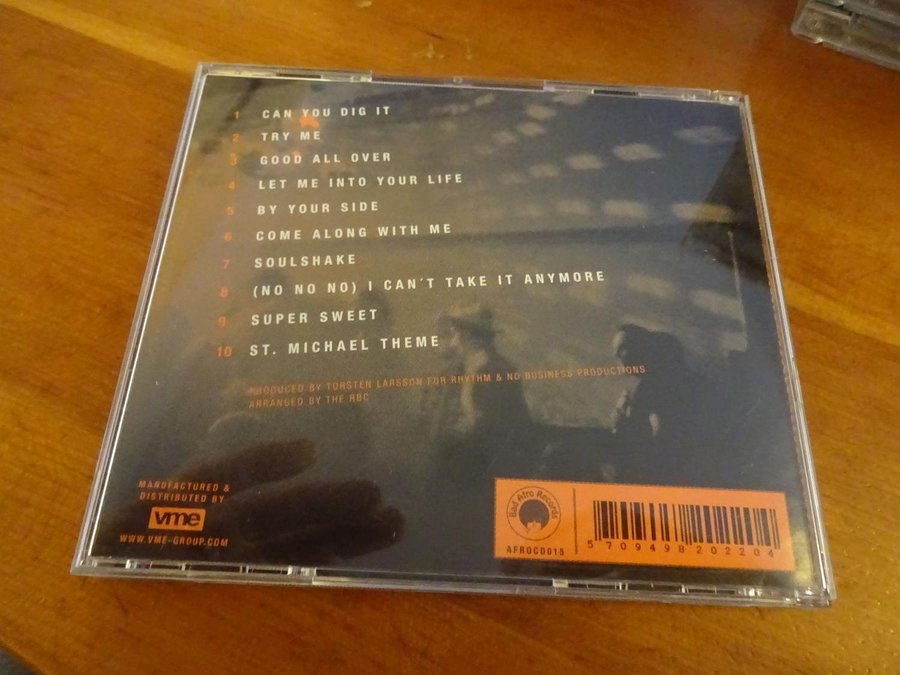 1 CAN YOU DIG IT
2 TRY ME
3 GOOD ALL OVER
4 LET ME INTO YOUR LIFE
5 BY YOUR SIDE
6 COME ALONG WITH ME
7 SOULSHAKE
8 (NO NO NO) I CAN´T TAKE IT ANYMORE
9 SUPER SWEET
10 ST. MICHAEL THEME
PRODUCED BY TORSTEN LARSSON FOR RHYTHM & NO BUSINESS PRODUCTIONS
ARRANGED BY THE RBC
MANUFACTURED &
DISTRIBUTED BY
vme
WWW.VME-GROUP.COM
Bad Afro Records
AFROCD015
5 709498 202204